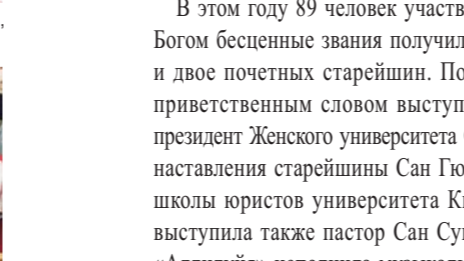 В этом году 89 человек участв
Богом бесценные звания получил
и двое почетных старейшин. По
приветственным словом выступ
президент Женского университета
наставления старейшины Сан Гю
школы юристов университета К
выступила также пастор Сан Су